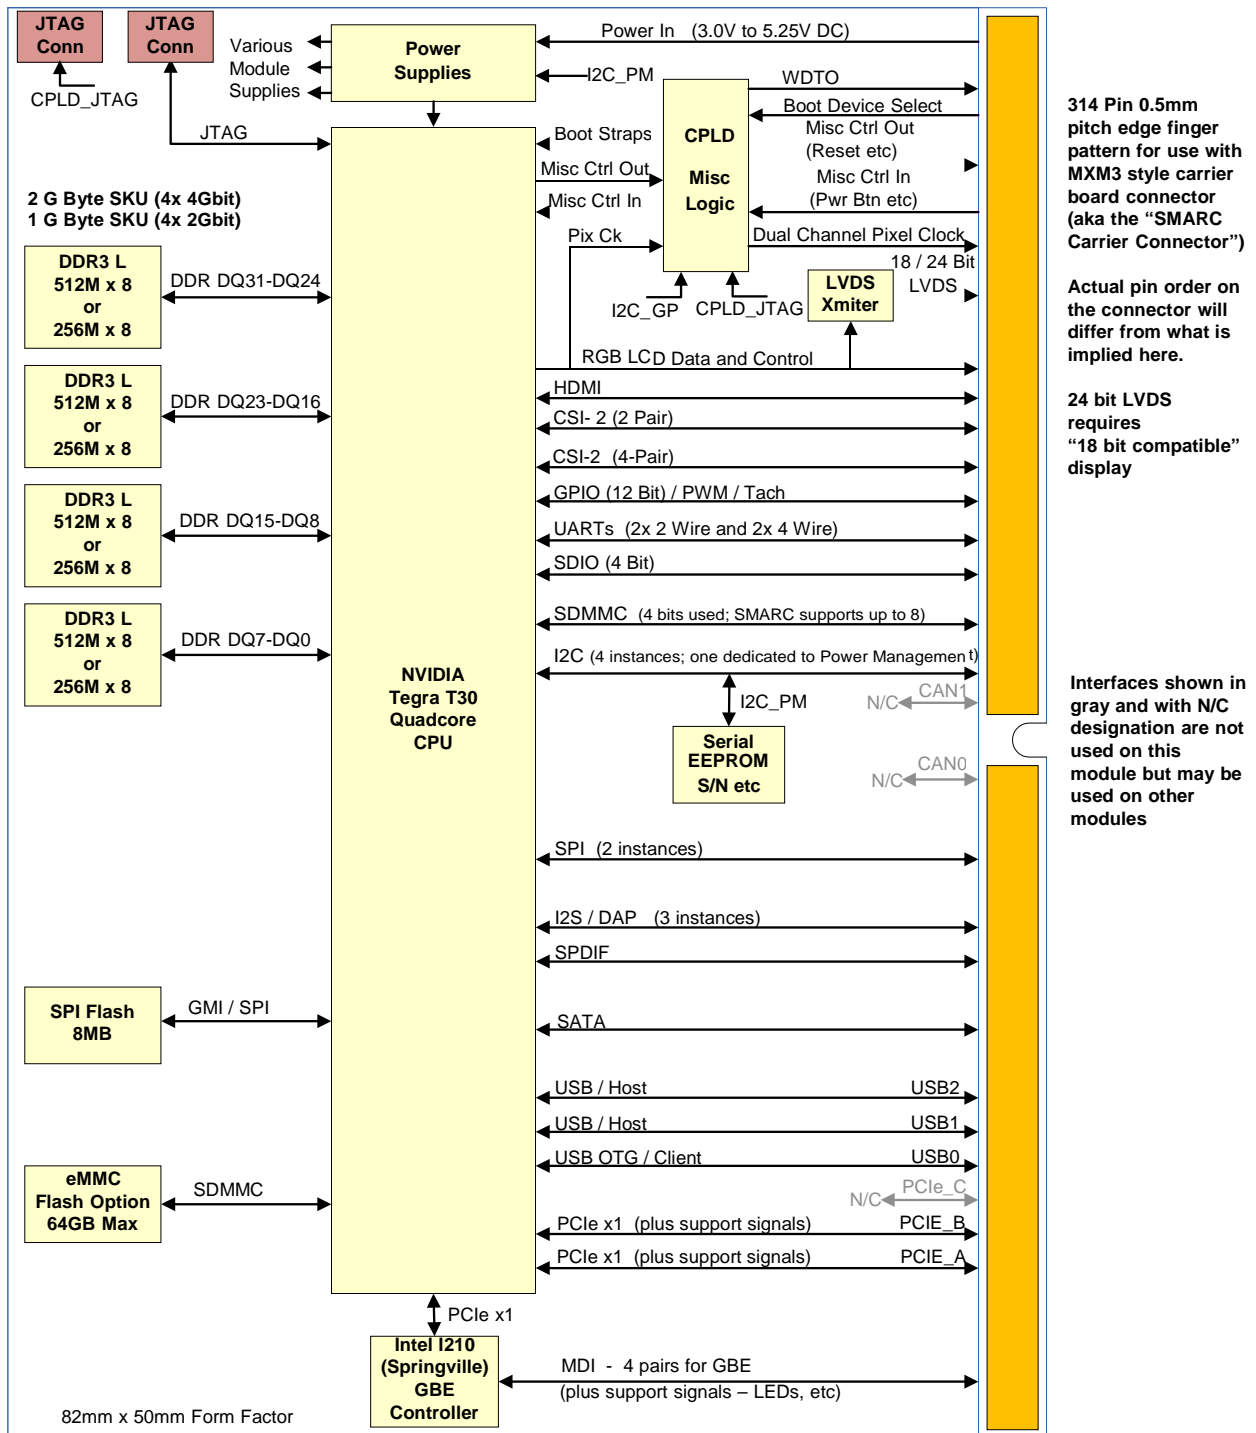 JTAG
Conn
JTAG
Conn
CPLD_JTAG
JTAG
Various
Module
Supplies
Power
Supplies
Power In (3.0V to 5.25V DC)
I2C_PM
WDTO
Boot Device Select
Misc Ctrl Out
(Reset etc)
Misc Ctrl In
(Pwr Btn etc)
Dual Channel Pixel Clock
18 / 24 Bit
LVDS
CPLD
Misc
Logic
Boot Straps
Misc Ctrl Out
Misc Ctrl In
Pix Ck
I2C_GP
CPLD_JTAG
LVDS
Xmiter
RGB LCD Data and Control
HDMI
CSI- 2 (2 Pair)
CSI-2 (4-Pair)
GPIO (12 Bit) / PWM / Tach
UARTs (2x 2 Wire and 2x 4 Wire)
SDIO (4 Bit)
SDMMC (4 bits used; SMARC supports up to 8)
I2C (4 instances; one dedicated to Power Management)
I2C_PM
Serial
EEPROM
S/N etc
N/C
CAN1
N/C
CAN0
SPI (2 instances)
I2S / DAP (3 instances)
SPDIF
SATA
USB / Host
USB2
USB / Host
USB1
USB OTG / Client
USB0
N/C
PCIe_C
PCIe x1 (plus support signals)
PCIE_B
PCIe x1 (plus support signals)
PCIE_A
PCIe x1
Intel I210
(Springville)
GBE
Controller
MDI - 4 pairs for GBE
(plus support signals – LEDs, etc)
NVIDIA
Tegra T30
Quadcore
CPU
2 G Byte SKU (4x 4Gbit)
1 G Byte SKU (4x 2Gbit)
DDR3 L
512M x 8
or
256M x 8
DDR DQ31-DQ24
DDR3 L
512M x 8
or
256M x 8
DDR DQ23-DQ16
DDR3 L
512M x 8
or
256M x 8
DDR DQ15-DQ8
DDR3 L
512M x 8
or
256M x 8
DDR DQ7-DQ0
SPI Flash
8MB
GMI / SPI
eMMC
Flash Option
64GB Max
SDMMC
82mm x 50mm Form Factor
314 Pin 0.5mm
pitch edge finger
pattern for use with
MXM3 style carrier
board connector
(aka the “SMARC
Carrier Connector”)
Actual pin order on
the connector will
differ from what is
implied here.
24 bit LVDS
requires
“18 bit compatible”
display
Interfaces shown in
gray and with N/C
designation are not
used on this
module but may be
used on other
modules